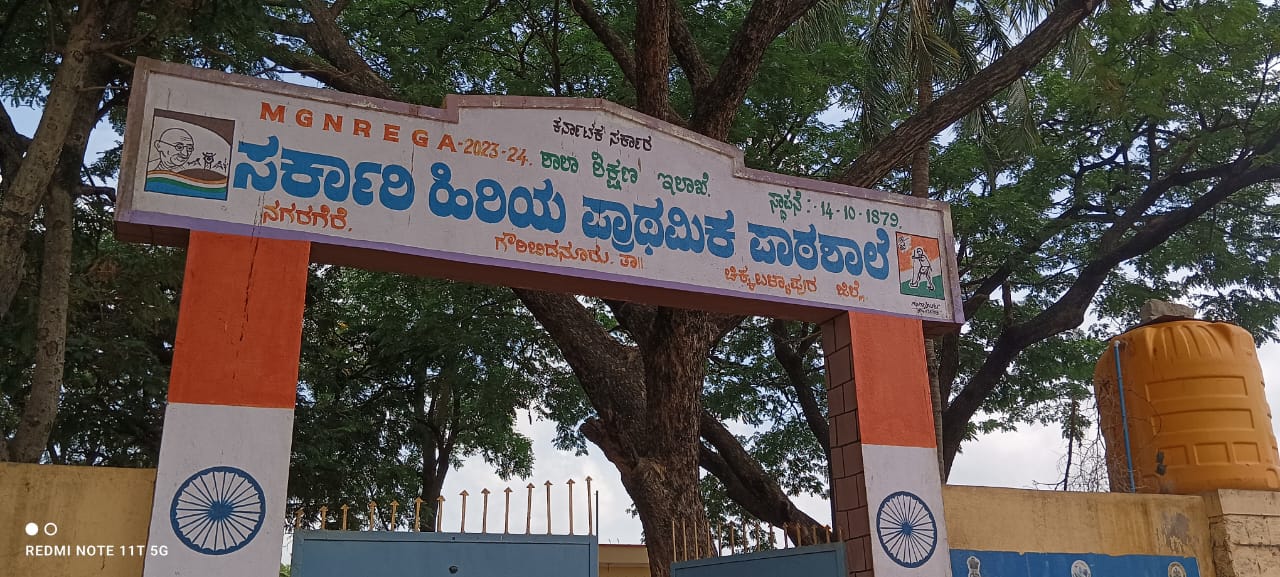 ಕರ್ನಾಟಕ ಸರ್ಕಾರ
MGNREGA-2023-24. ಶಾಲಾ ಶಿಕ್ಷಣ ಇಲಾಖೆ. ಸ್ಥಾಪನೆ:- 14-10-1879.
ಸರ್ಕಾರಿ ಹಿರಿಯ ಪ್ರಾಥಮಿಕ ಪಾಠಶಾಲೆ
ನಗರಗೆರೆ. ಗೌರಿಬಿದನೂರು. ತಾ|| ಚಿಕ್ಕಬಳ್ಳಾಪುರ ಜಿಲ್ಲೆ.
REDMI NOTE 11T 5G